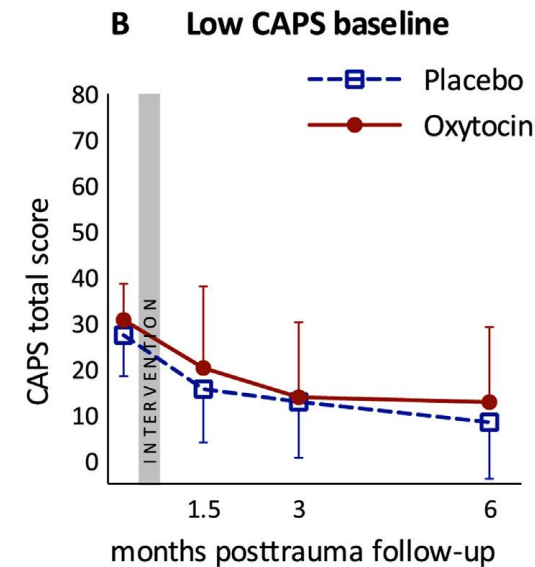 B Low CAPS baseline
Placebo
Oxytocin
80
70
60
50
40
30
20
10
0
CAPS total score
INTERVENTION
1.5 3 6
months posttrauma follow-up